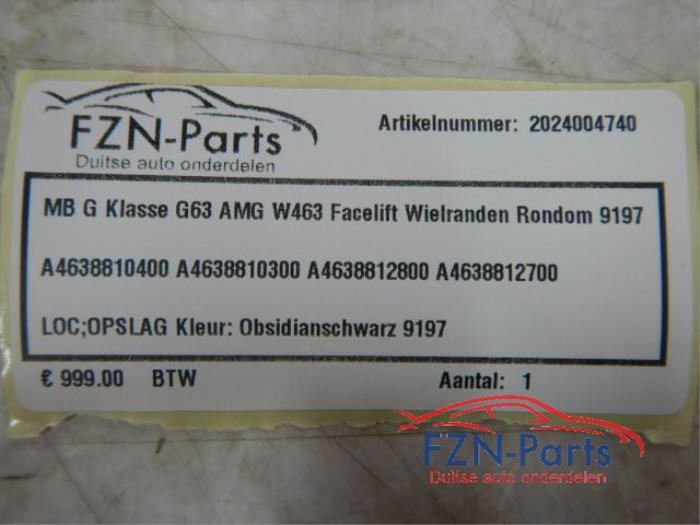 FZN-Parts
Duitse auto onderdelen
Artikelnummer: 2024004740
MB G Klasse G63 AMG W463 Facelift Wielranden Rondom 9197
A4638810400 A4638810300 A4638812800 A4638812700
LOC;OPSLAG Kleur: Obsidianschwarz 9197
€ 999.00 BTW Aantal: 1
FZN-Parts
Duitse auto onderdelen